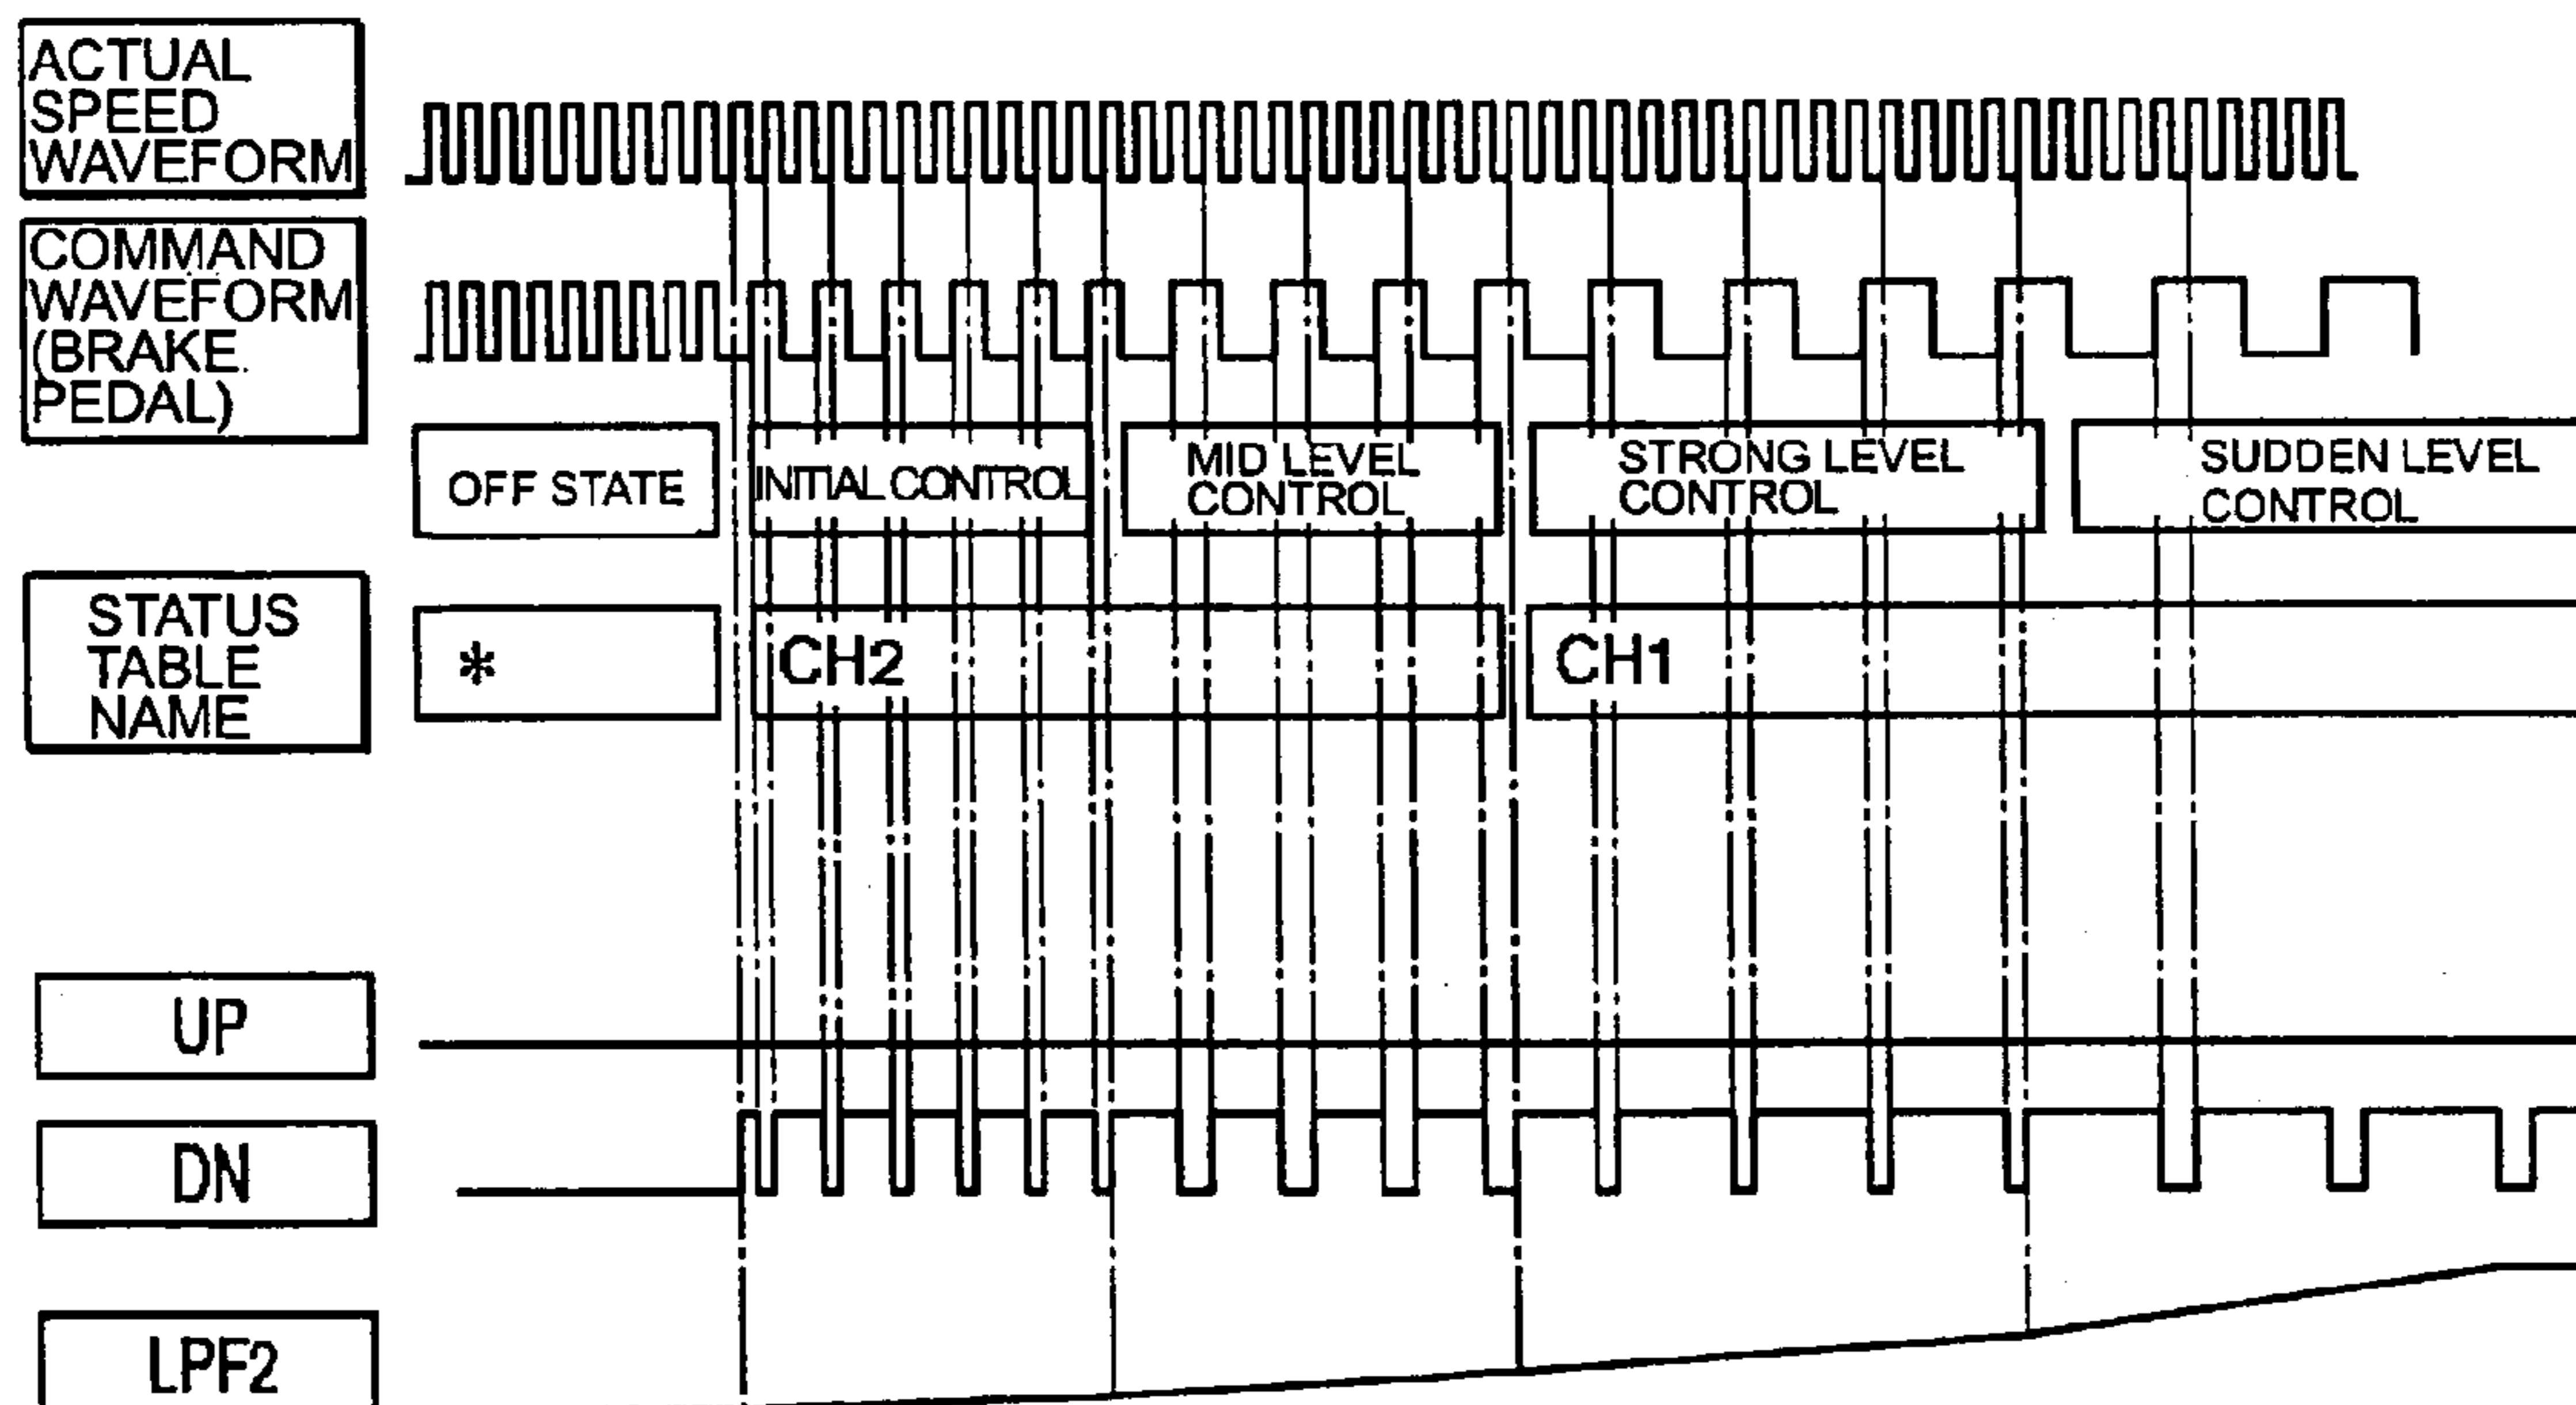 ACTUAL
SPEED
WAVEFORM
COMMAND
WAVEFORM
(BRAKE
PEDAL)
OFF STATE
INITIAL CONTROL
MID LEVEL
CONTROL
STRONG LEVEL
CONTROL
SUDDEN LEVEL
CONTROL
STATUS
TABLE
NAME
*
CH2
CH1
UP
DN
LPF2